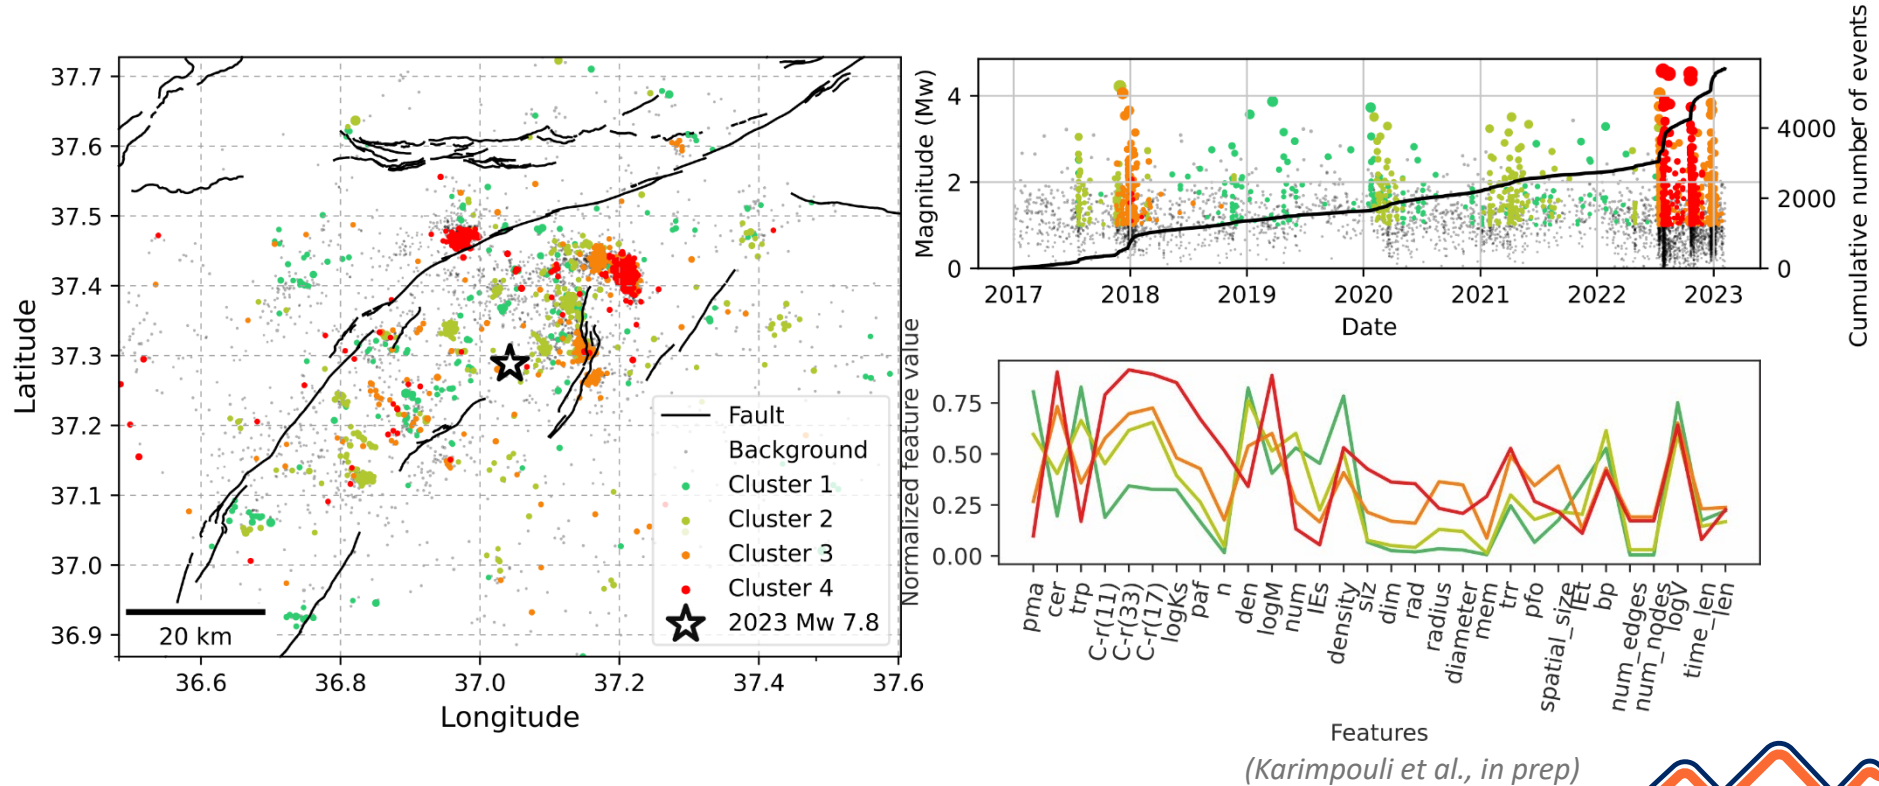 37.7
37.6
37.5
37.4
37.3
37.2
37.1
37.0
36.9
Latitude
36.6 36.8 37.0 37.2 37.4 37.6
Longitude
20 km
Fault
Background
Cluster 1
Cluster 2
Cluster 3
Cluster 4
2023 Mw 7.8
Magnitude (Mw)
4
2
0
2017 2018 2019 2020 2021 2022 2023
Date
4000
2000
0
Cumulative number of events
Normalized feature value
0.75
0.50
0.25
0.00
pma
cer
trp
C-r(11)
C-r(33)
C-r(17)
logKs
paf
n
den
logM
num
lEs
density
siz
dim
rad
radius
diameter
mem
trr
pfo
spatial_size
lEt
bp
num_edges
num_nodes
logV
time_len
len
Features
(Karimpouli et al., in prep)